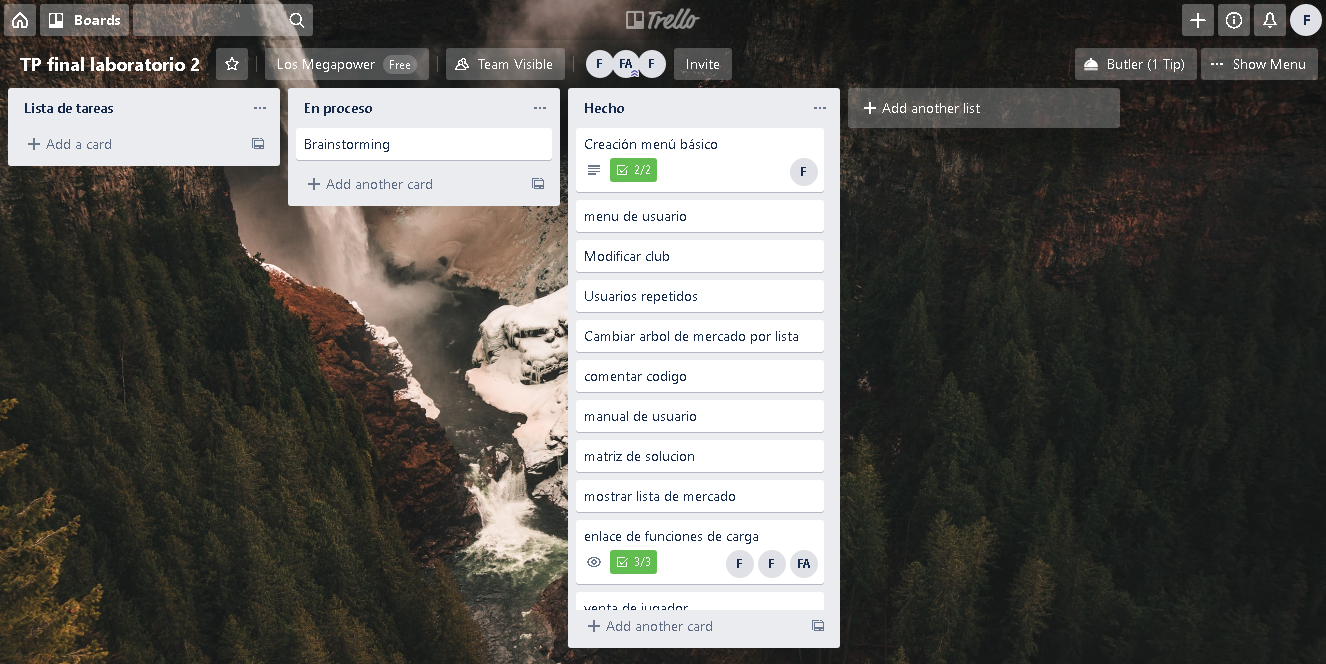 Boards
Trello
F
TP final laboratorio 2
Los Megapower Free
Team Visible
F FA F
Invite
Butler (1 Tip)
Show Menu
Lista de tareas
Add a card
En proceso
Brainstorming
Add another card
Hecho
Creación menú básico
2/2
F
menu de usuario
Modificar club
Usuarios repetidos
Cambiar arbol de mercado por lista
comentar codigo
manual de usuario
matriz de solucion
mostrar lista de mercado
enlace de funciones de carga
3/3
F F FA
venta de jugador
Add another card
Add another list